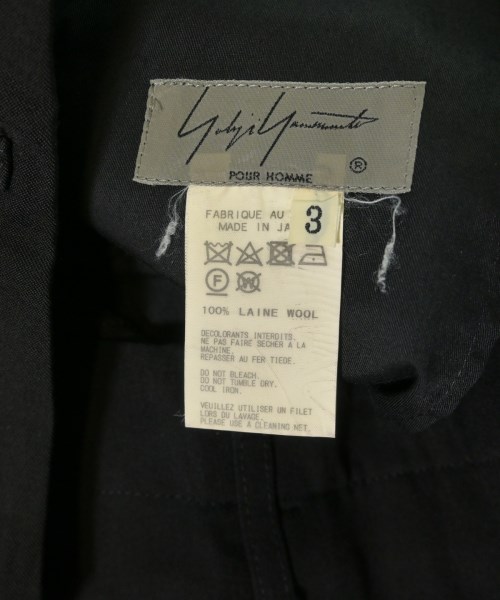 Yohji Yamamoto
®
POUR HOMME
FABRIQUE AU
3
MADE IN JA
F W
100% LAINE WOOL
DECOLORANTS INTERDITS.
NE PAS FAIRE SECHER A LA
MACHINE.
REPASSER AU FER TIEDE.
DO NOT BLEACH.
DO NOT TUMBLE DRY.
COOL IRON.
VEUILLEZ UTILISER UN FILET
LORS DU LAVAGE.
PLEASE USE A CLEANING NET.